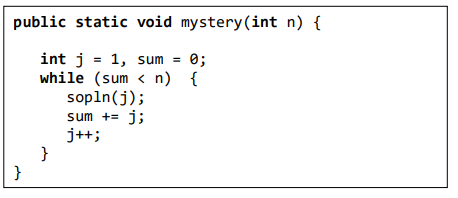 public static void mystery(int n) {
int j = 1, sum = 0;
while (sum < n) {
sopln(j);
sum += j;
j++;
}
}